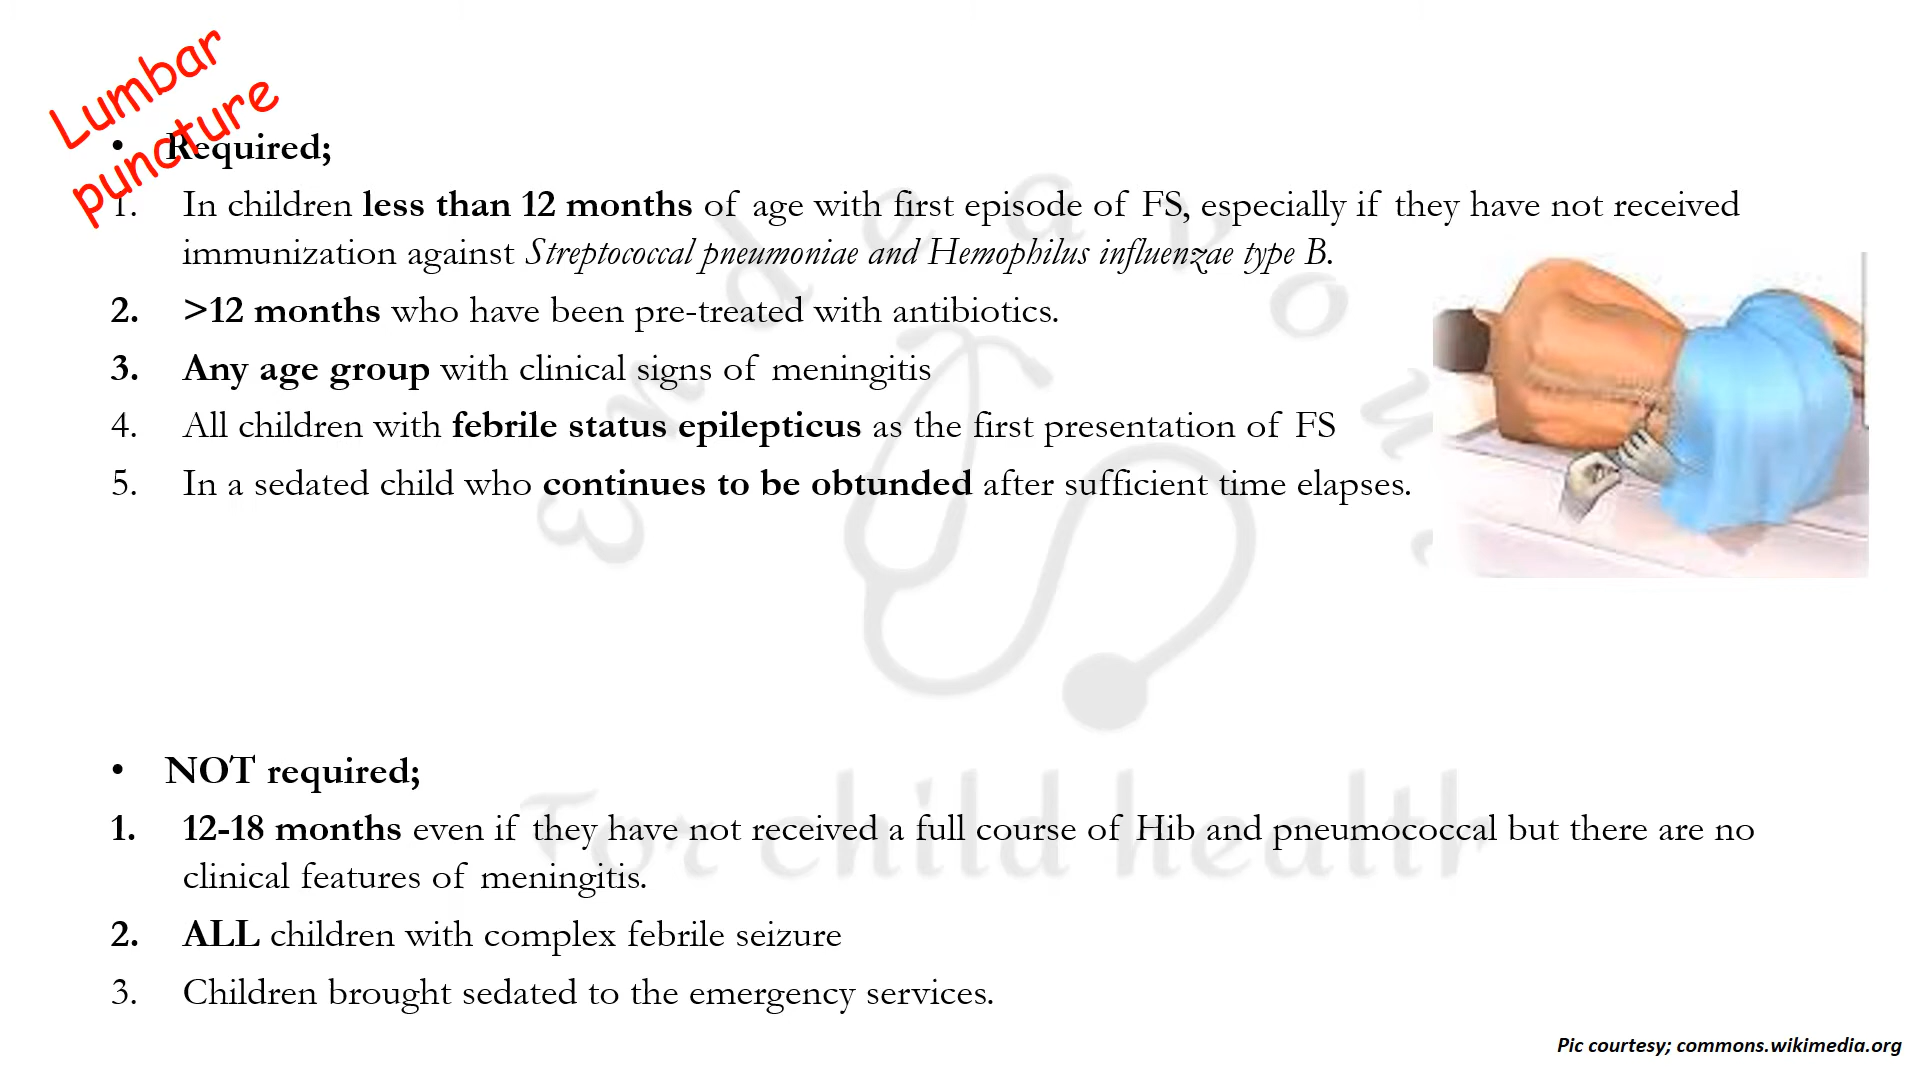 Lumbar
puncture
• Required;
1. In children less than 12 months of age with first episode of FS, especially if they have not received
immunization against Streptococcal pneumoniae and Hemophilus influenzae type B.
2. >12 months who have been pre-treated with antibiotics.
3. Any age group with clinical signs of meningitis
4. All children with febrile status epilepticus as the first presentation of FS
5. In a sedated child who continues to be obtunded after sufficient time elapses.
• NOT required;
1. 12-18 months even if they have not received a full course of Hib and pneumococcal but there are no
clinical features of meningitis.
2. ALL children with complex febrile seizure
3. Children brought sedated to the emergency services.
For child health
Pic courtesy; commons.wikimedia.org